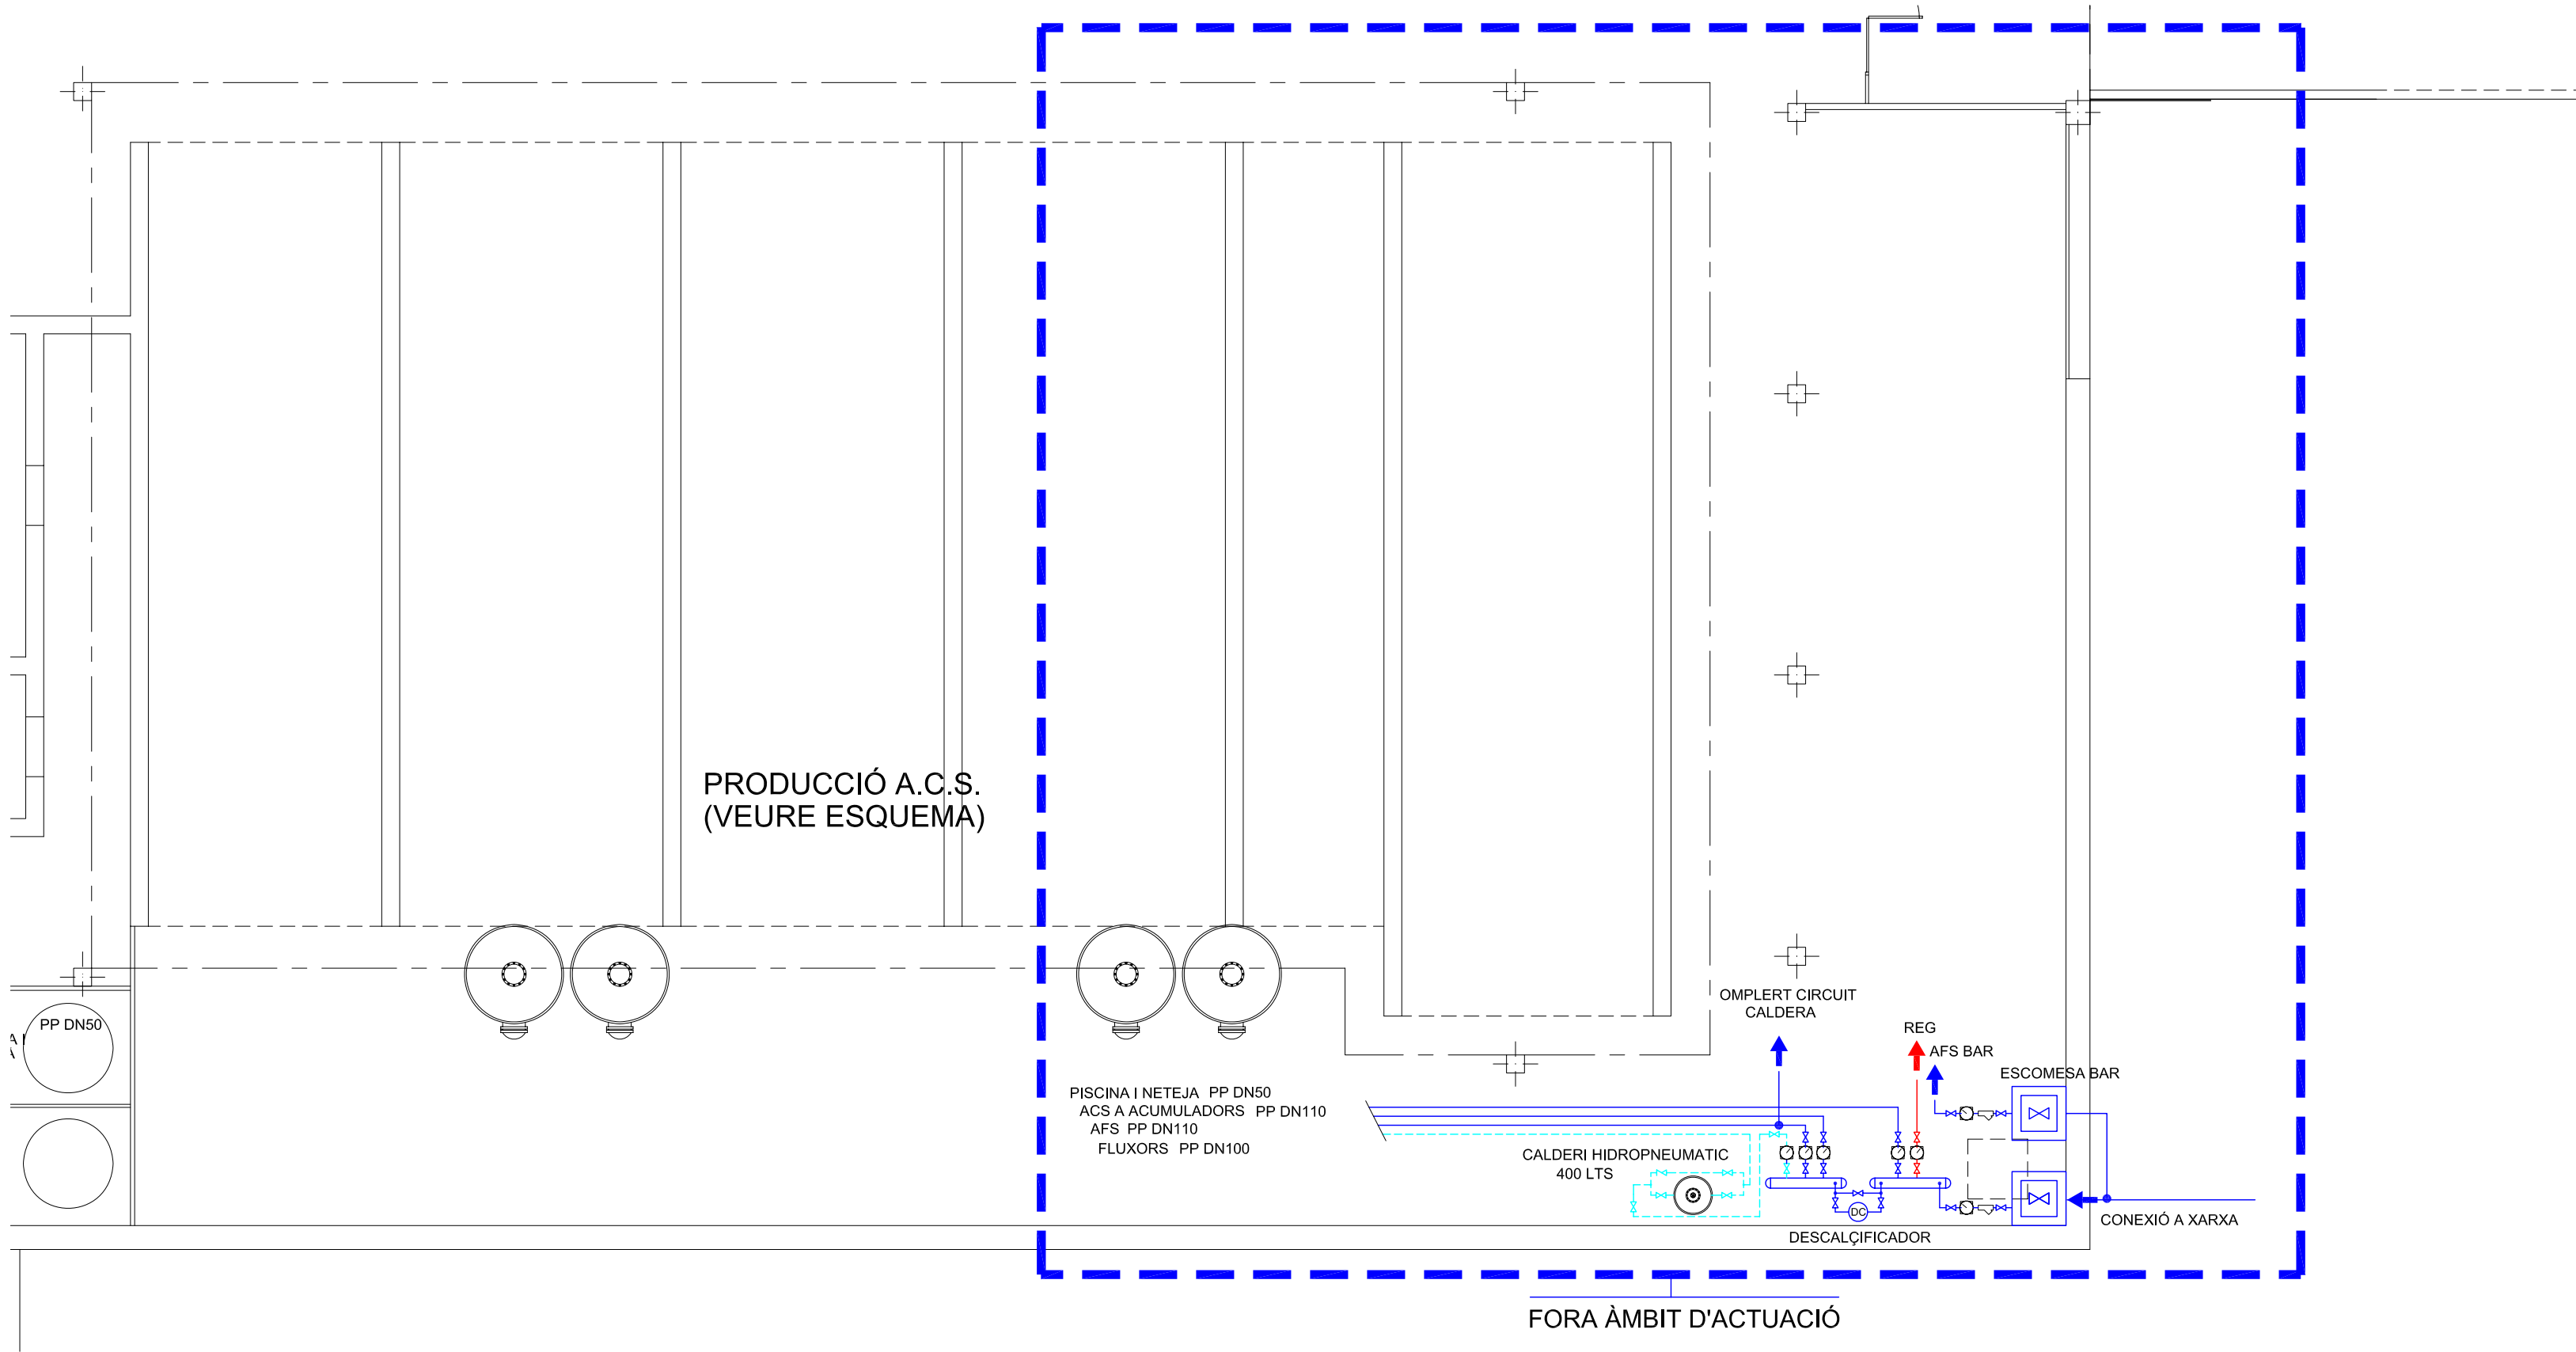 PRODUCCIÓ A.C.S.
(VEURE ESQUEMA)
PP DN50
OMPLERT CIRCUIT
CALDERA
REG
AFS BAR
ESCOMESA BAR
PISCINA I NETEJA PP DN50
ACS A ACUMULADORS PP DN110
AFS PP DN110
FLUXORS PP DN100
CALDERI HIDROPNEUMATIC
400 LTS
DC
DESCALÇIFICADOR
CONEXIÓ A XARXA
FORA ÀMBIT D'ACTUACIÓ